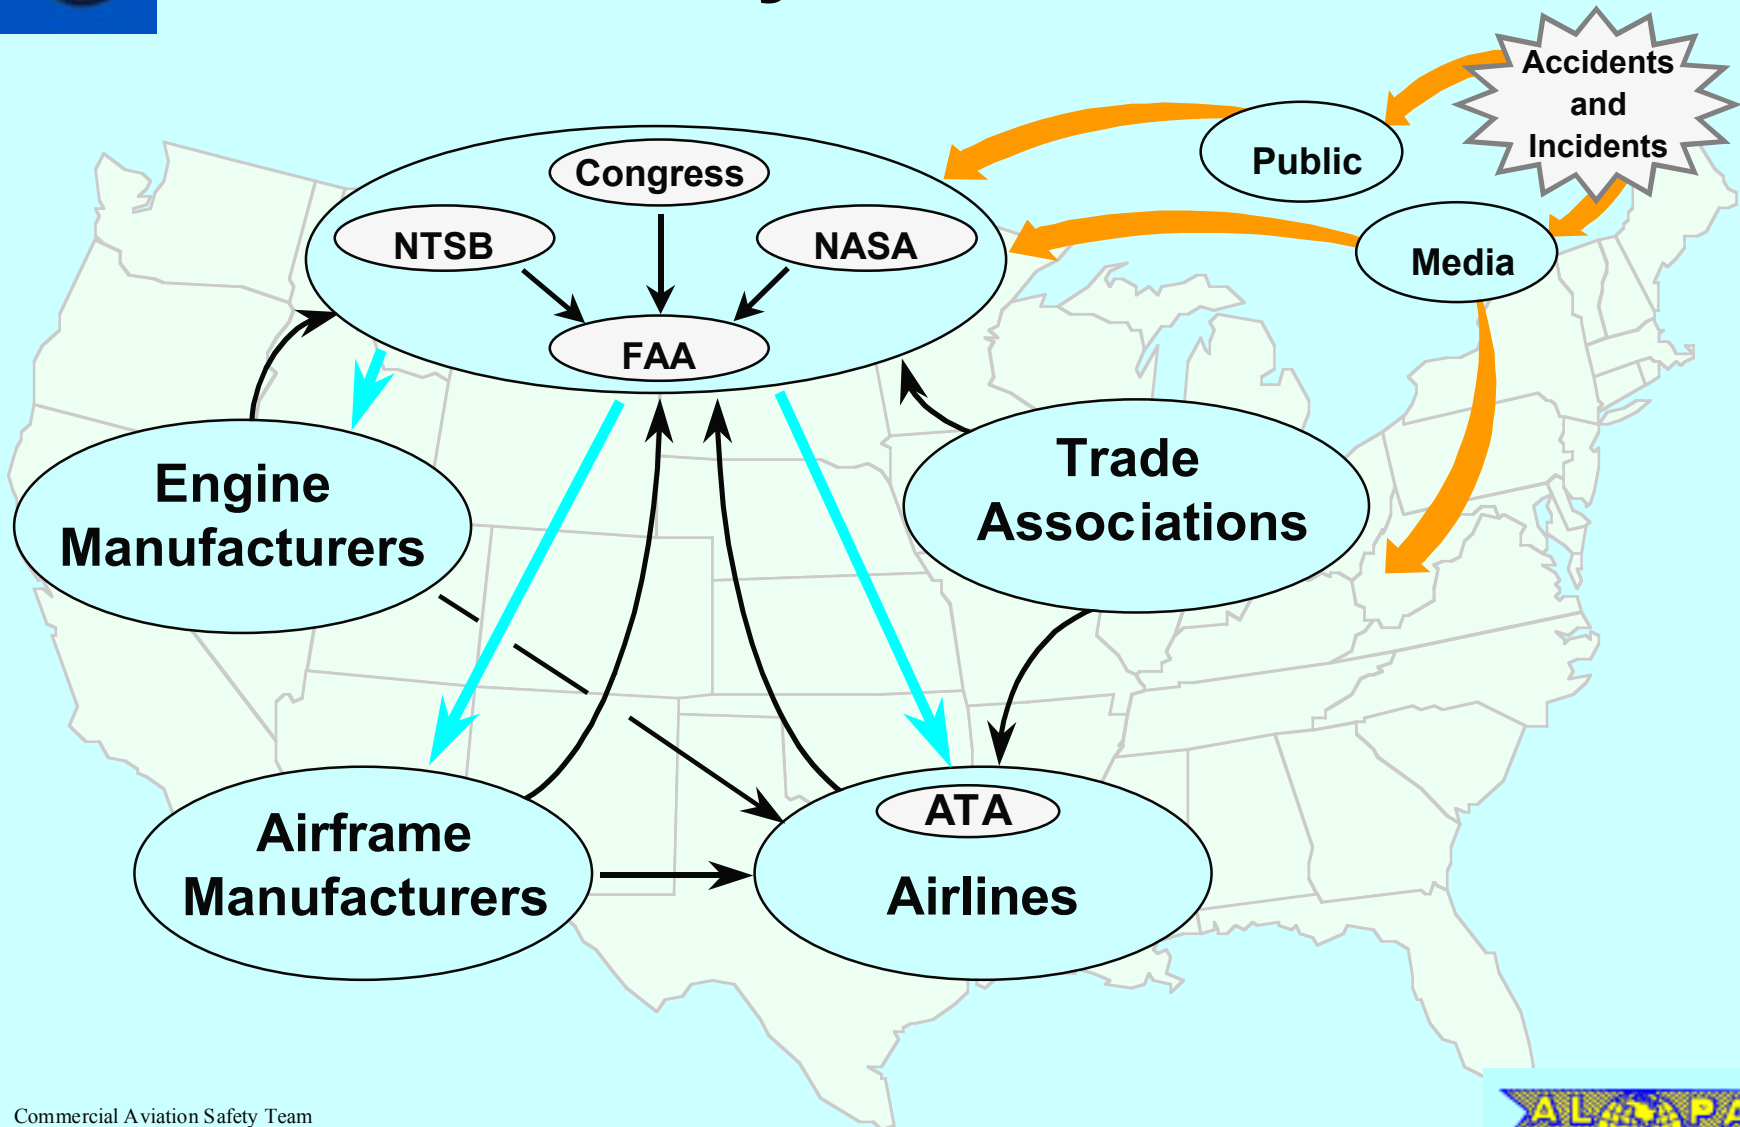 Accidents
and
Incidents
Public
Congress
NTSB
NASA
Media
FAA
Trade
Associations
Engine
Manufacturers
ATA
Airframe
Manufacturers
Airlines
Commercial Aviation Safety Team
ALPA